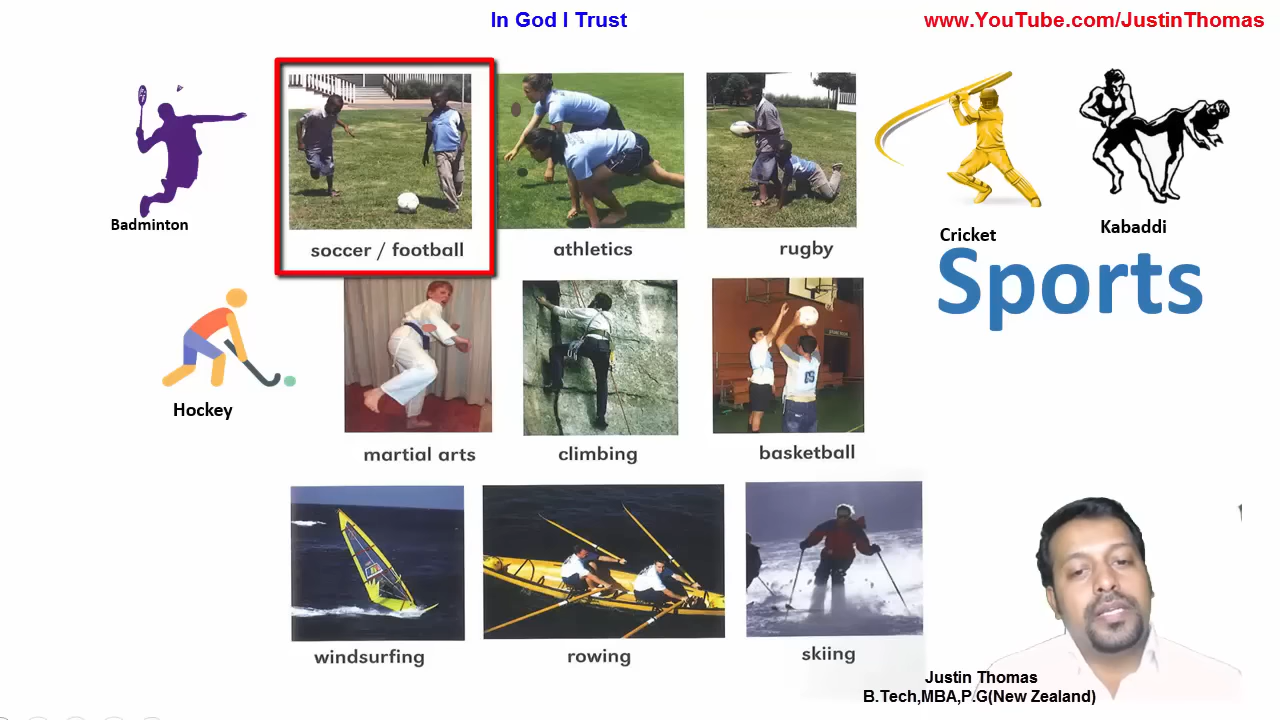 In God I Trust
www.YouTube.com/JustinThomas
Badminton
soccer / football
athletics
rugby
Cricket
Kabaddi
Sports
Hockey
martial arts
climbing
basketball
windsurfing
rowing
skiing
Justin Thomas
B.Tech,MBA,P.G(New Zealand)